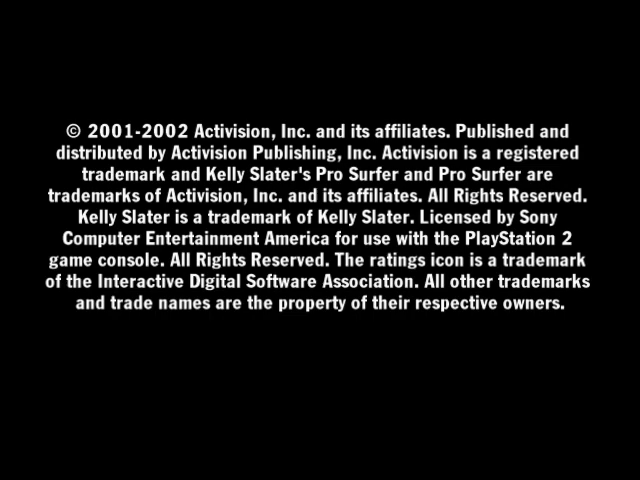 © 2001-2002 Activision, Inc. and its affiliates. Published and
distributed by Activision Publishing, Inc. Activision is a registered
trademark and Kelly Slater's Pro Surfer and Pro Surfer are
trademarks of Activision, Inc. and its affiliates. All Rights Reserved.
Kelly Slater is a trademark of Kelly Slater. Licensed by Sony
Computer Entertainment America for use with the PlayStation 2
game console. All Rights Reserved. The ratings icon is a trademark
of the Interactive Digital Software Association. All other trademarks
and trade names are the property of their respective owners.